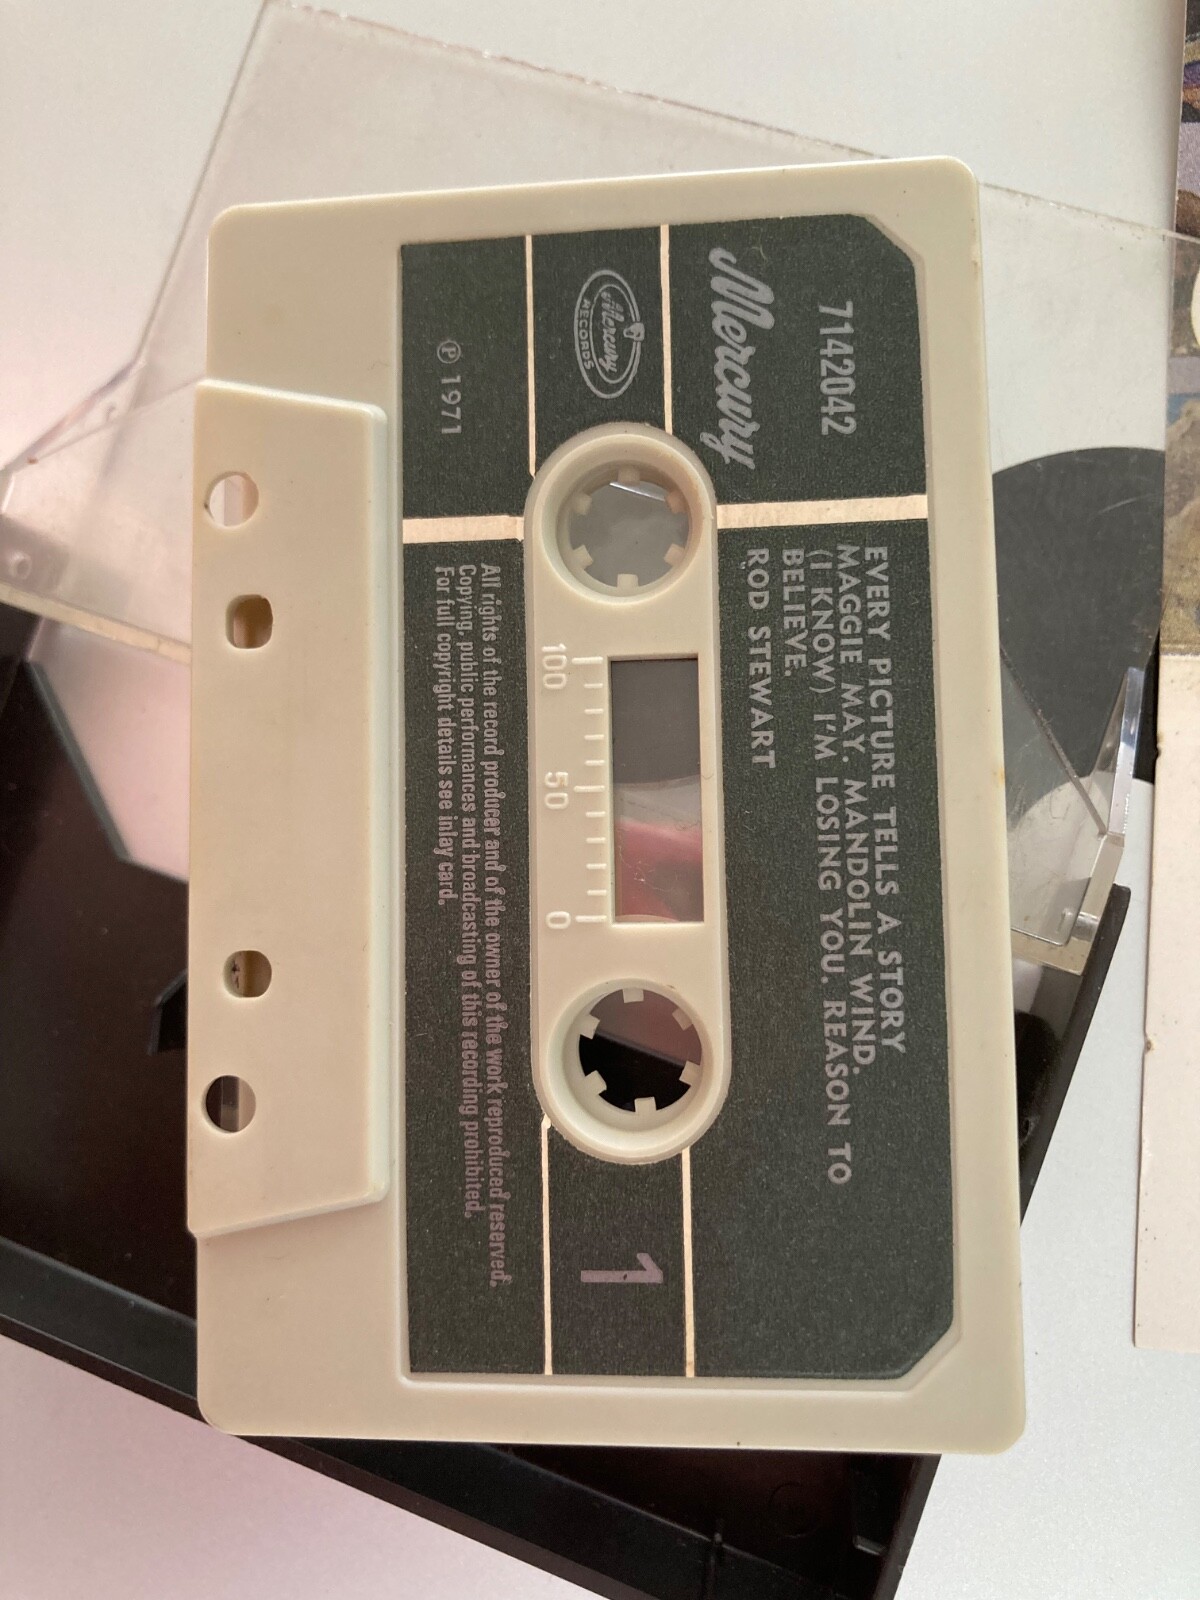 7142042
Mercury
EVERY PICTURE TELLS A STORY
MAGGIE MAY. MANDOLIN WIND.
(I KNOW) I'M LOSING YOU. REASON TO
BELIEVE.
ROD STEWART
Mercury
RECORDS
1
100 50 0
℗ 1971
All rights of the record producer and of the owner of the work reproduced reserved.
Copying, public performances and broadcasting of this recording prohibited.
For full copyright details see inlay card.